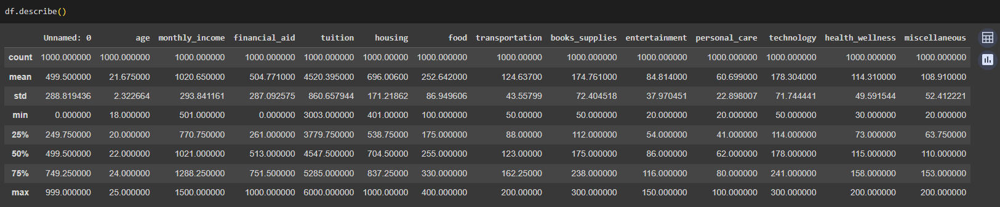 df.describe()
Unnamed: 0 age monthly_income financial_aid tuition housing food transportation books_supplies entertainment personal_care technology health_wellness miscellaneous
count 1000.000000 1000.000000 1000.000000 1000.000000 1000.000000 1000.00000 1000.000000 1000.00000 1000.000000 1000.000000 1000.000000 1000.000000 1000.000000 1000.000000
mean 499.500000 21.675000 1020.650000 504.771000 4520.395000 696.00600 252.642000 124.63700 174.761000 84.814000 60.699000 178.304000 114.310000 108.910000
std 288.819436 2.322664 293.841161 287.092575 860.657944 171.21862 86.949606 43.55799 72.404518 37.970451 22.898007 71.744441 49.591544 52.412221
min 0.000000 18.000000 501.000000 0.000000 3003.000000 401.00000 100.000000 50.00000 50.000000 20.000000 20.000000 50.000000 30.000000 20.000000
25% 249.750000 20.000000 770.750000 261.000000 3779.750000 538.75000 175.000000 88.00000 112.000000 54.000000 41.000000 114.000000 73.000000 63.750000
50% 499.500000 22.000000 1021.000000 513.000000 4547.500000 704.50000 255.000000 123.00000 175.000000 86.000000 62.000000 178.000000 115.000000 110.000000
75% 749.250000 24.000000 1288.250000 751.500000 5285.000000 837.25000 330.000000 162.25000 238.000000 116.000000 80.000000 241.000000 158.000000 153.000000
max 999.000000 25.000000 1500.000000 1000.000000 6000.000000 1000.00000 400.000000 200.00000 300.000000 150.000000 100.000000 300.000000 200.000000 200.000000